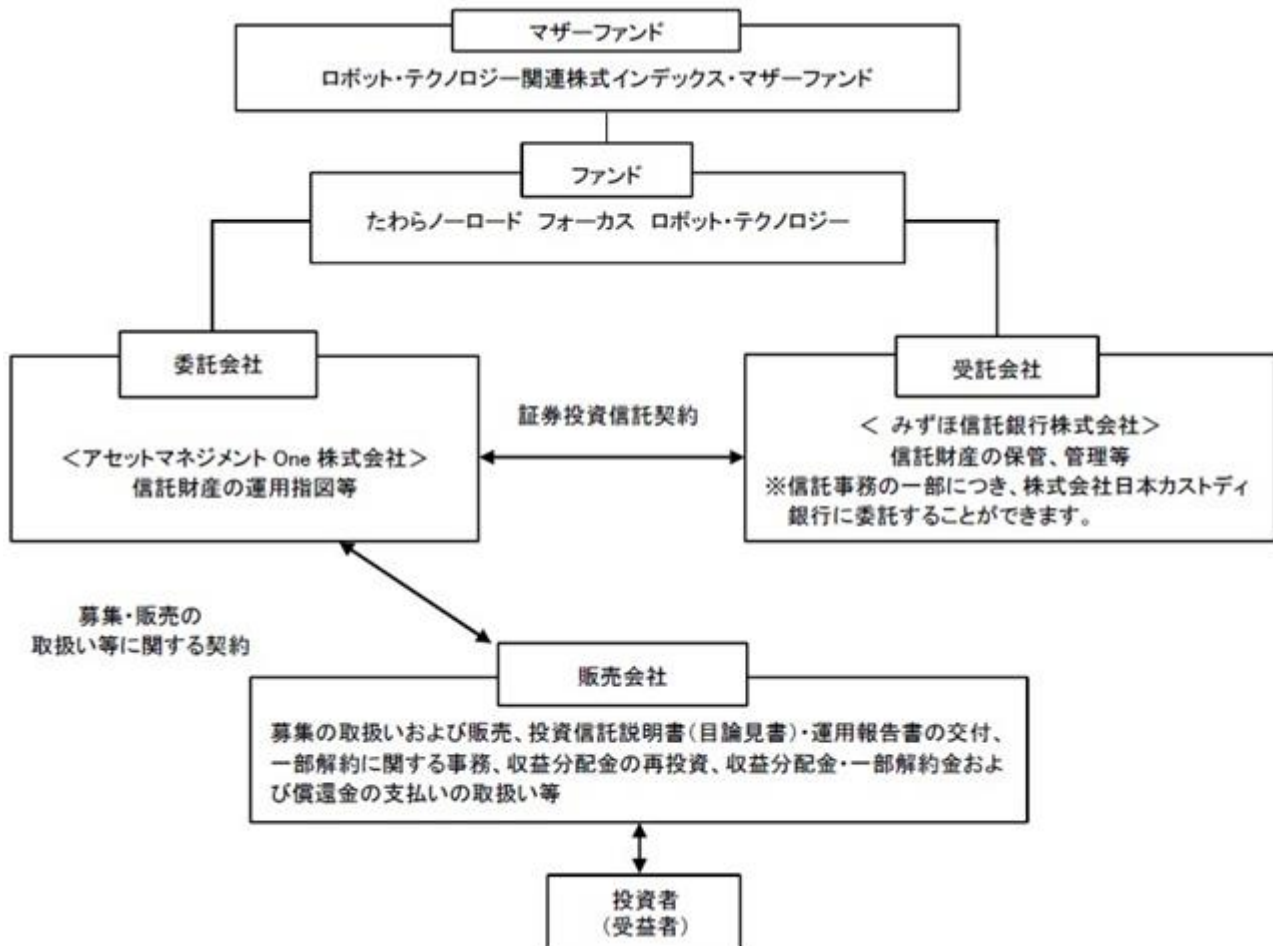 マザーファンド
ロボット・テクノロジー関連株式インデックス・マザーファンド
ファンド
たわらノーロード フォーカス ロボット・テクノロジー
委託会社
<アセットマネジメント One 株式会社>
信託財産の運用指図等
証券投資信託契約
受託会社
< みずほ信託銀行株式会社>
信託財産の保管、管理等
※信託事務の一部につき、株式会社日本カストディ
銀行に委託することができます。
募集・販売の
取扱い等に関する契約
販売会社
募集の取扱いおよび販売、投資信託説明書(目論見書)・運用報告書の交付、
一部解約に関する事務、収益分配金の再投資、収益分配金・一部解約金およ
び償還金の支払いの取扱い等
投資者
(受益者)